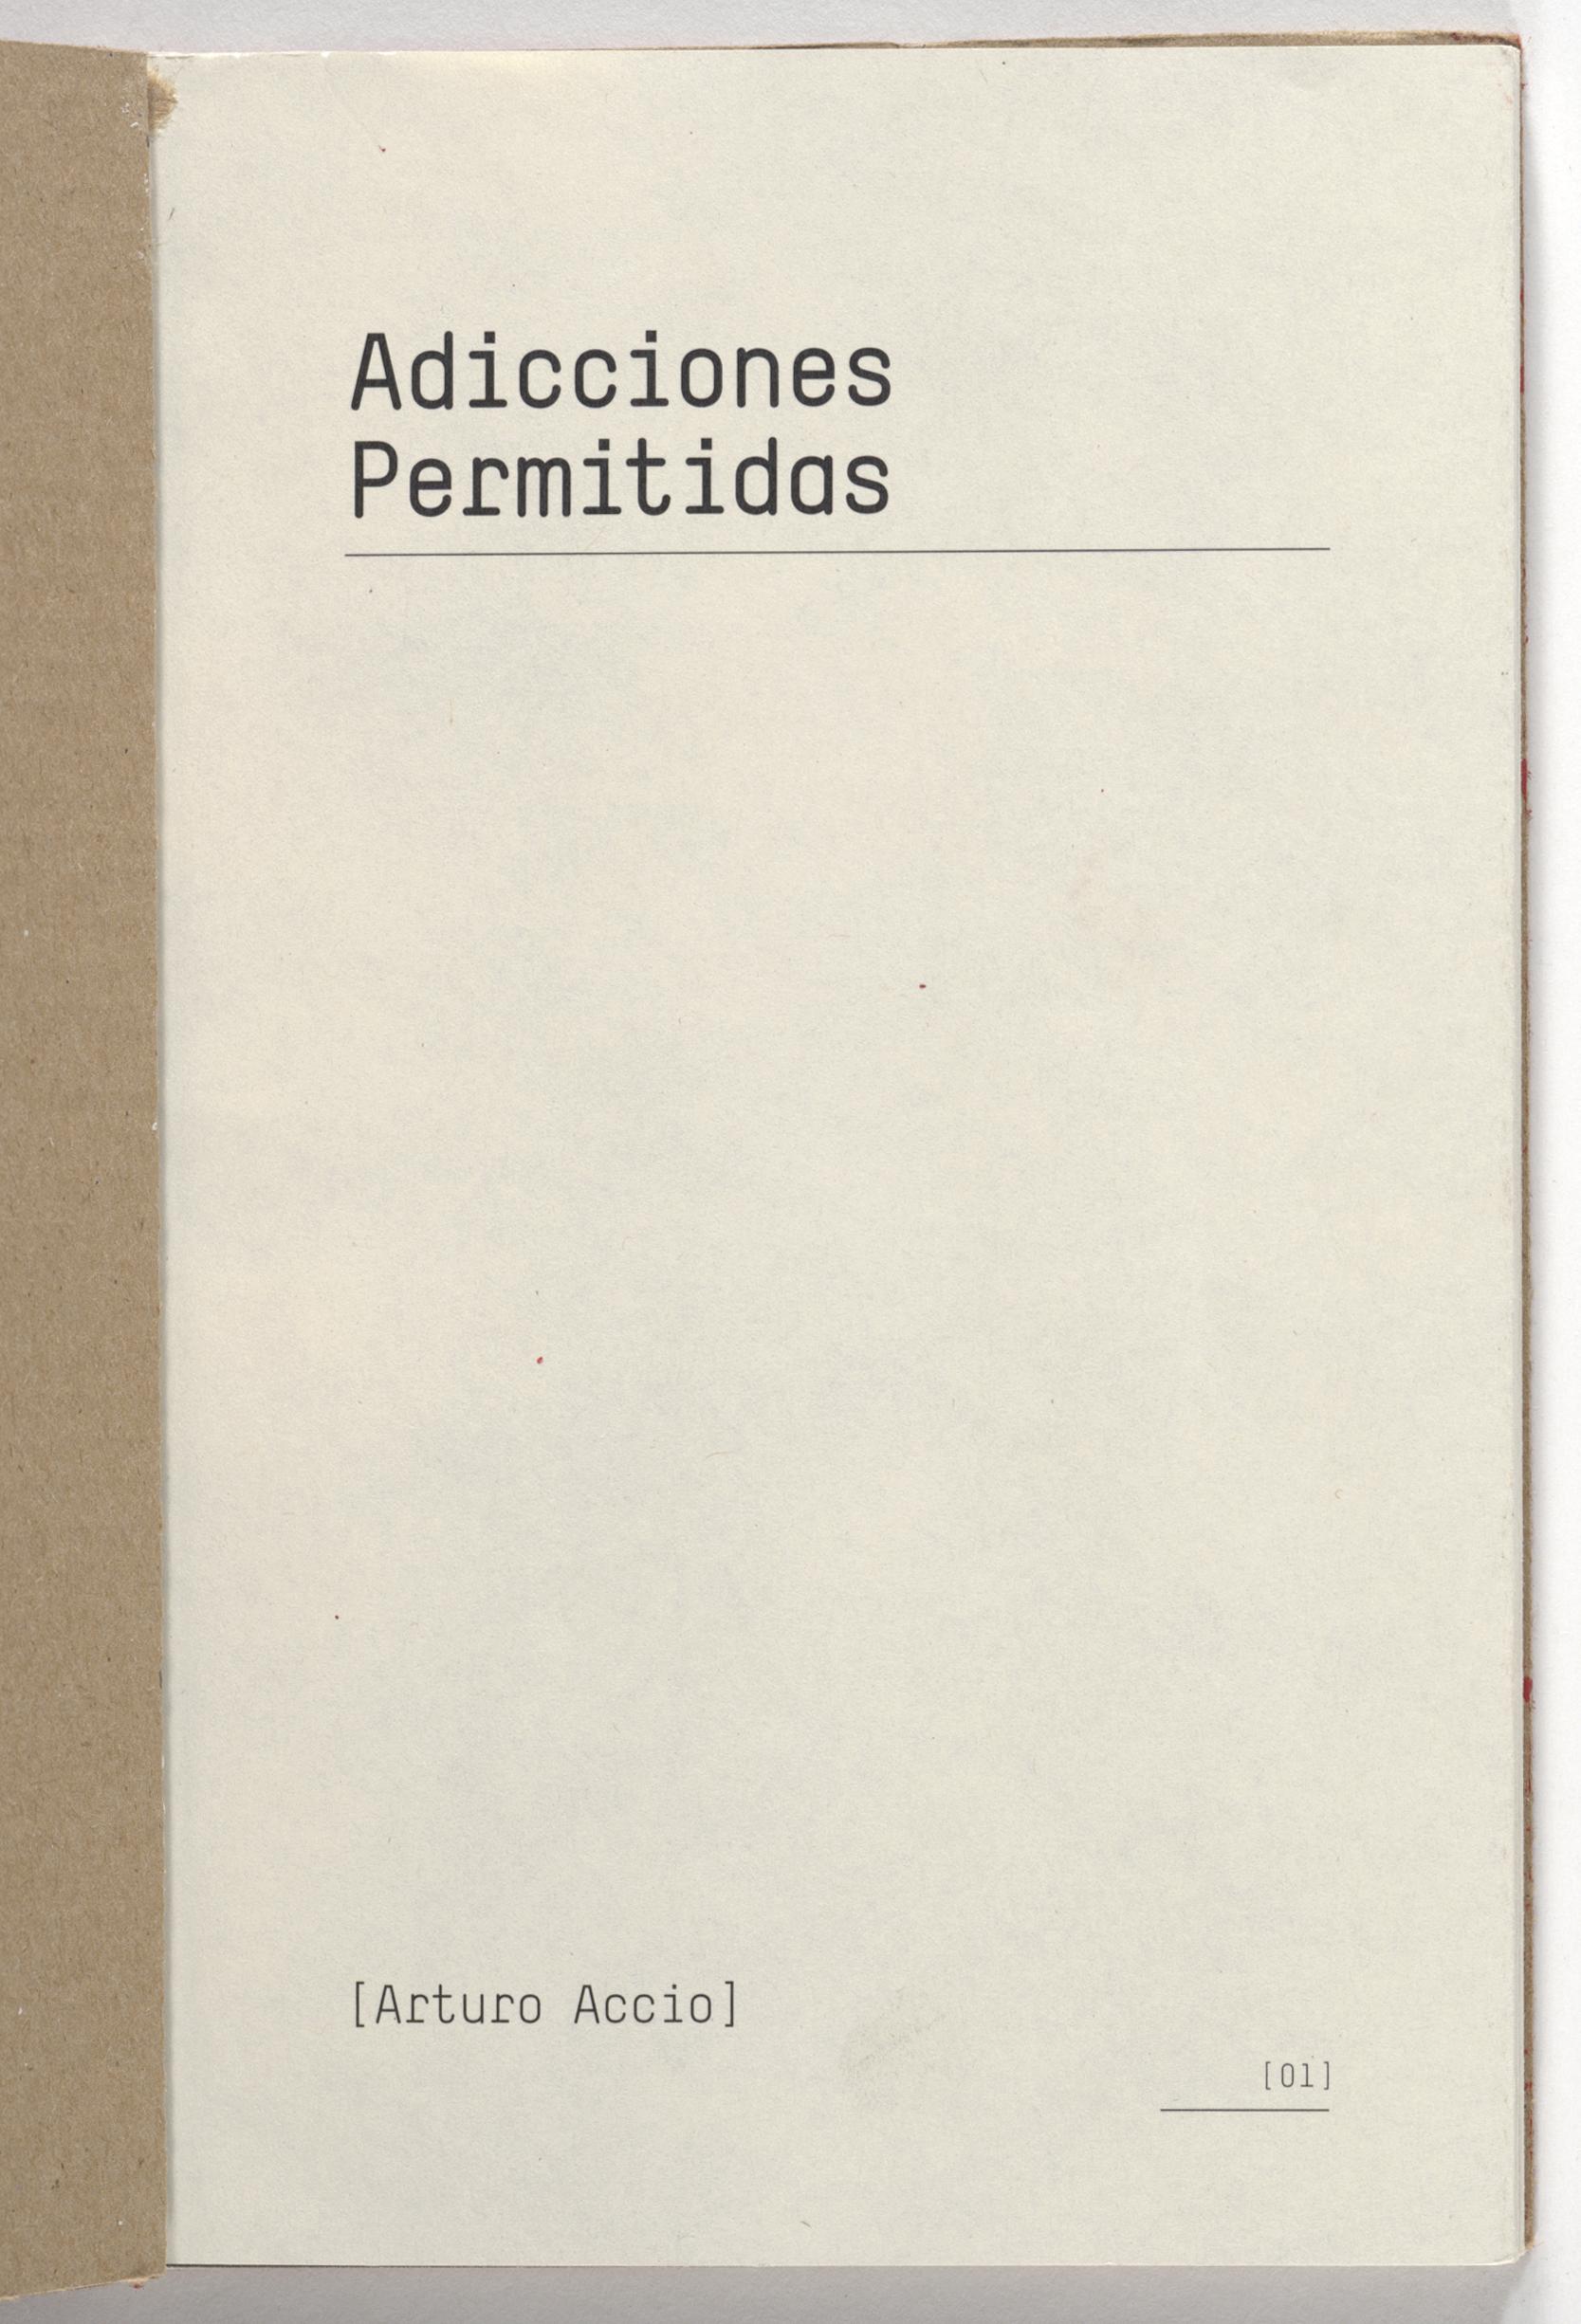 Adicciones
Permitidas
[Arturo Accio]
[01]